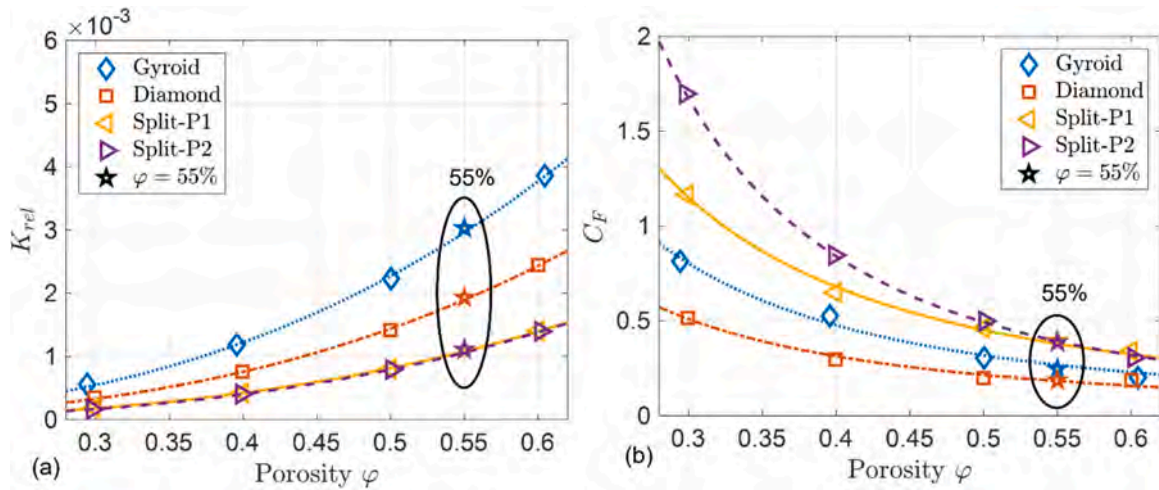 ×10⁻³
6
5
4
3
2
1
0
K_rel
Gyroid
Diamond
Split-P1
Split-P2
φ = 55%
55%
0.3 0.35 0.4 0.45 0.5 0.55 0.6
Porosity φ
(a)
2
1.5
1
0.5
0
C_F
Gyroid
Diamond
Split-P1
Split-P2
φ = 55%
55%
0.3 0.35 0.4 0.45 0.5 0.55 0.6
Porosity φ
(b)